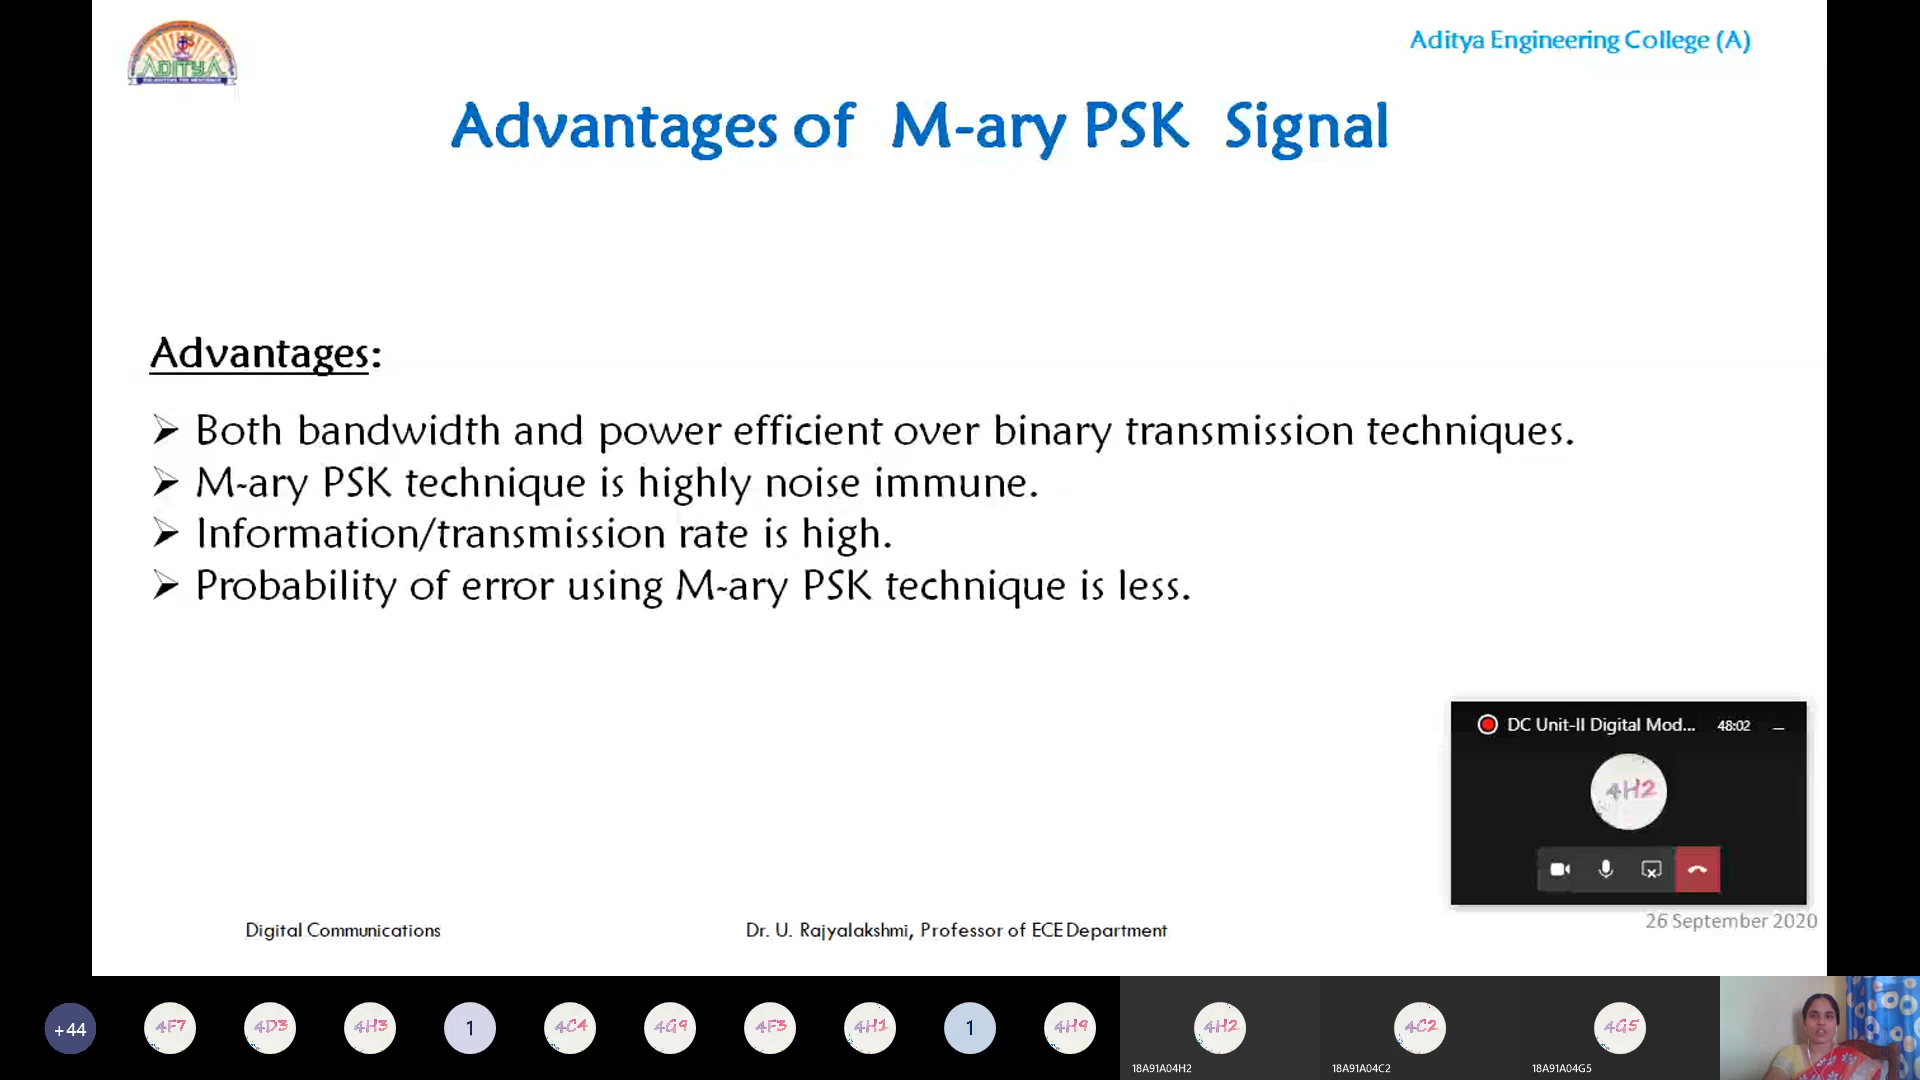 Aditya Engineering College (A)
ADITYA
Advantages of M-ary PSK Signal
Advantages:
Both bandwidth and power efficient over binary transmission techniques.
M-ary PSK technique is highly noise immune.
Information/transmission rate is high.
Probability of error using M-ary PSK technique is less.
DC Unit-II Digital Mod... 48:02
4H2
Digital Communications
Dr. U. Rajyalakshmi, Professor of ECE Department
26 September 2020
+44 4F7 4D3 4H3 1 4C4 4G9 4F3 4H1 1 4H9 4H2 4C2 4G5
18A91A04H2 18A91A04C2 18A91A04G5